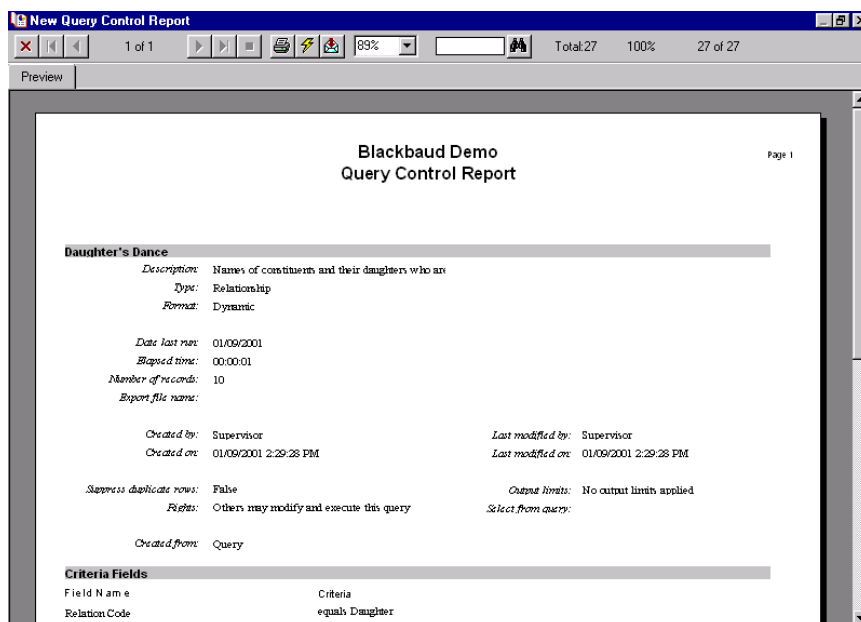 New Query Control Report
1 of 1 89% Total:27 100% 27 of 27
Preview
Blackbaud Demo
Page 1
Query Control Report
Daughter's Dance
Description: Names of constituents and their daughters who are
Type: Relationship
Format: Dynamic
Date last run: 01/09/2001
Elapsed time: 00:00:01
Number of records: 10
Export file name:
Created by: Supervisor Last modified by: Supervisor
Created on: 01/09/2001 2:29:28 PM Last modified on: 01/09/2001 2:29:28 PM
Suppress duplicate rows: False Output limits: No output limits applied
Rights: Others may modify and execute this query Select from query:
Created from: Query
Criteria Fields
Field Name Criteria
Relation Code equals Daughter